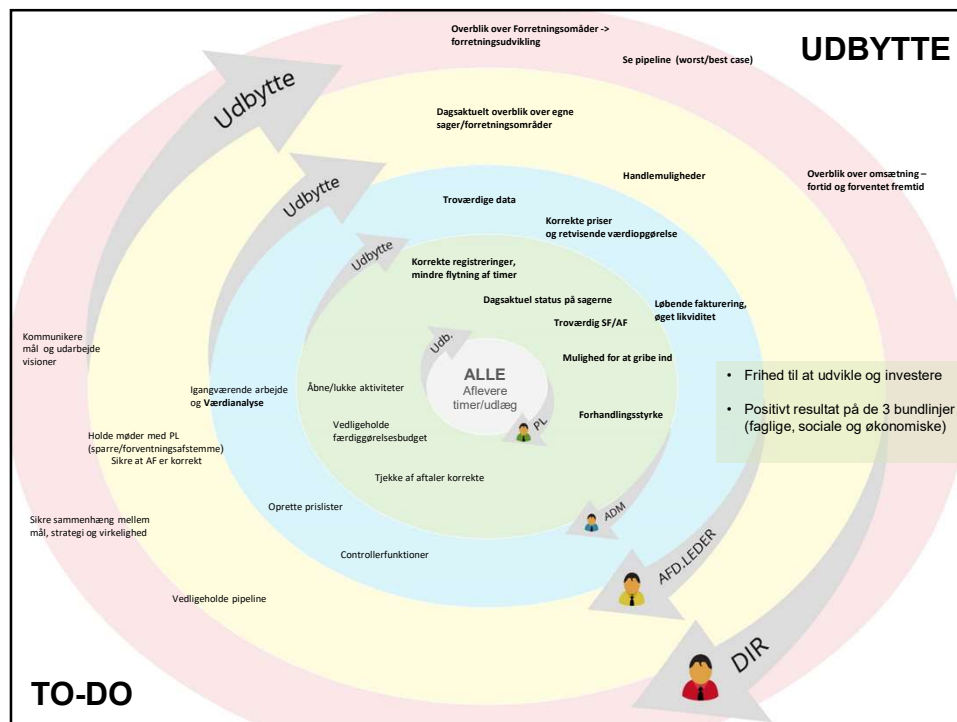 Overblik over Forretningsomåder ->
forretningsudvikling
UDBYTTE
Se pipeline (worst/best case)
Udbytte
Dagsaktuelt overblik over egne
sager/forretningsområder
Handlemuligheder
Overblik over omsætning –
fortid og forventet fremtid
Udbytte
Troværdige data
Korrekte priser
og retvisende værdiopgørelse
Udbytte
Korrekte registreringer,
mindre flytning af timer
Dagsaktuel status på sagerne
Løbende fakturering,
øget likviditet
Troværdig SF/AF
Kommunikere
mål og udarbejde
visioner
Udb.
Mulighed for at gribe ind
ALLE
Aflevere
timer/udlæg
Igangværende arbejde
og Værdianalyse
Åbne/lukke aktiviteter
• Frihed til at udvikle og investere
• Positivt resultat på de 3 bundlinjer
(faglige, sociale og økonomiske)
Forhandlingsstyrke
PL
Vedligeholde
færdiggørelsesbudget
Holde møder med PL
(sparre/forventningsafstemme)
Sikre at AF er korrekt
Tjekke af aftaler korrekte
Oprette prislister
ADM
Sikre sammenhæng mellem
mål, strategi og virkelighed
Controllerfunktioner
AFD.LEDER
Vedligeholde pipeline
DIR
TO-DO